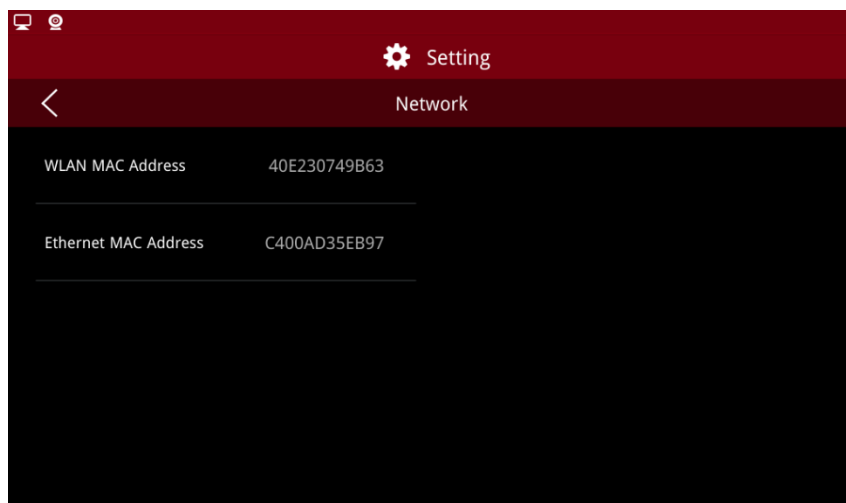 Setting
Network
WLAN MAC Address 40E230749B63
Ethernet MAC Address C400AD35EB97